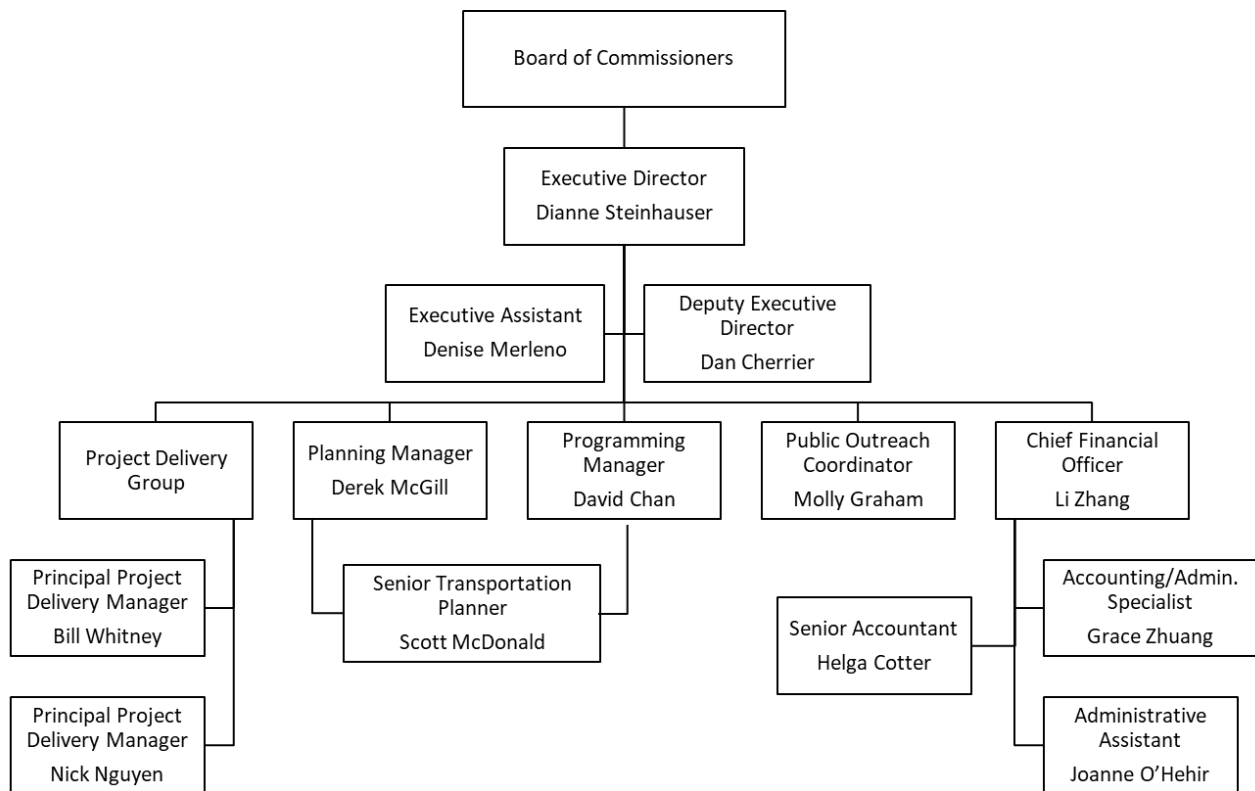 Board of Commissioners
Executive Director
Dianne Steinhauser
Executive Assistant
Denise Merleno
Deputy Executive
Director
Dan Cherrier
Project Delivery
Group
Planning Manager
Derek McGill
Programming
Manager
David Chan
Public Outreach
Coordinator
Molly Graham
Chief Financial
Officer
Li Zhang
Principal Project
Delivery Manager
Bill Whitney
Senior Transportation
Planner
Scott McDonald
Senior Accountant
Helga Cotter
Accounting/Admin.
Specialist
Grace Zhuang
Principal Project
Delivery Manager
Nick Nguyen
Administrative
Assistant
Joanne O’Hehir